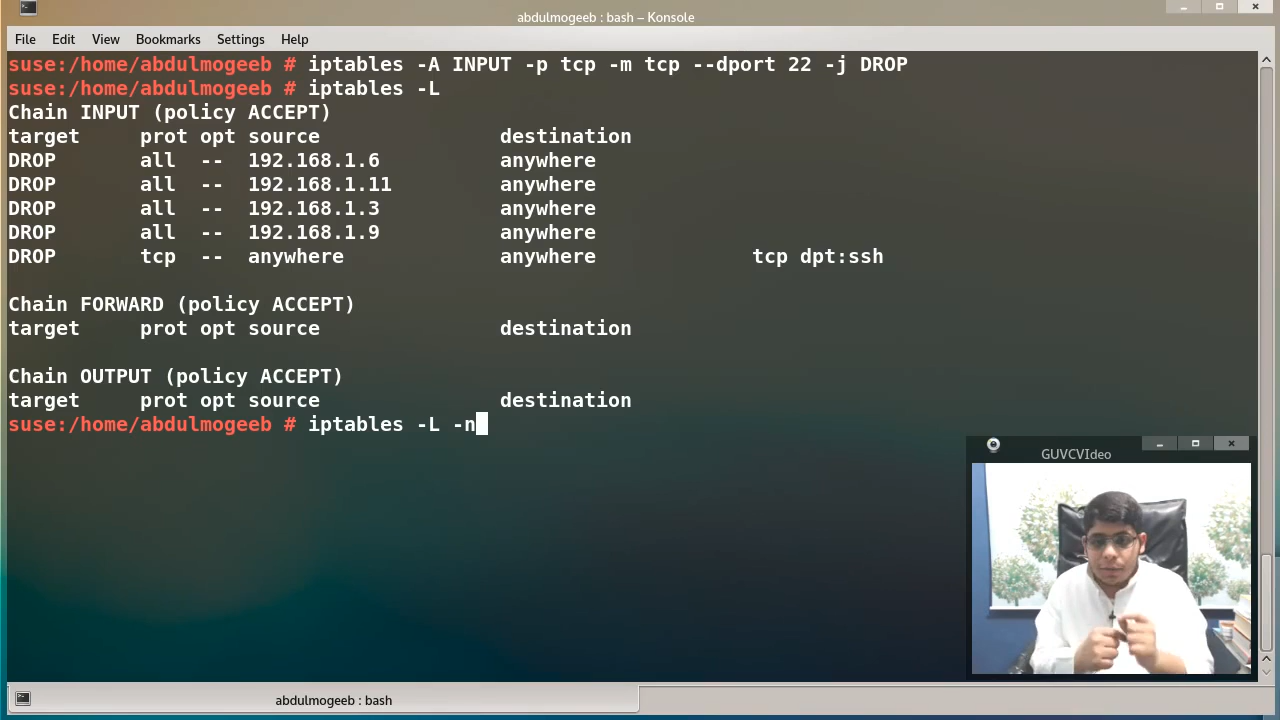 abdulmogeeb : bash – Konsole
File Edit View Bookmarks Settings Help
suse:/home/abdulmogeeb # iptables -A INPUT -p tcp -m tcp --dport 22 -j DROP
suse:/home/abdulmogeeb # iptables -L
Chain INPUT (policy ACCEPT)
target     prot opt source               destination
DROP       all  --  192.168.1.6          anywhere
DROP       all  --  192.168.1.11         anywhere
DROP       all  --  192.168.1.3          anywhere
DROP       all  --  192.168.1.9          anywhere
DROP       tcp  --  anywhere             anywhere             tcp dpt:ssh
Chain FORWARD (policy ACCEPT)
target     prot opt source               destination
Chain OUTPUT (policy ACCEPT)
target     prot opt source               destination
suse:/home/abdulmogeeb # iptables -L -n
GUVCVIdeo
abdulmogeeb : bash